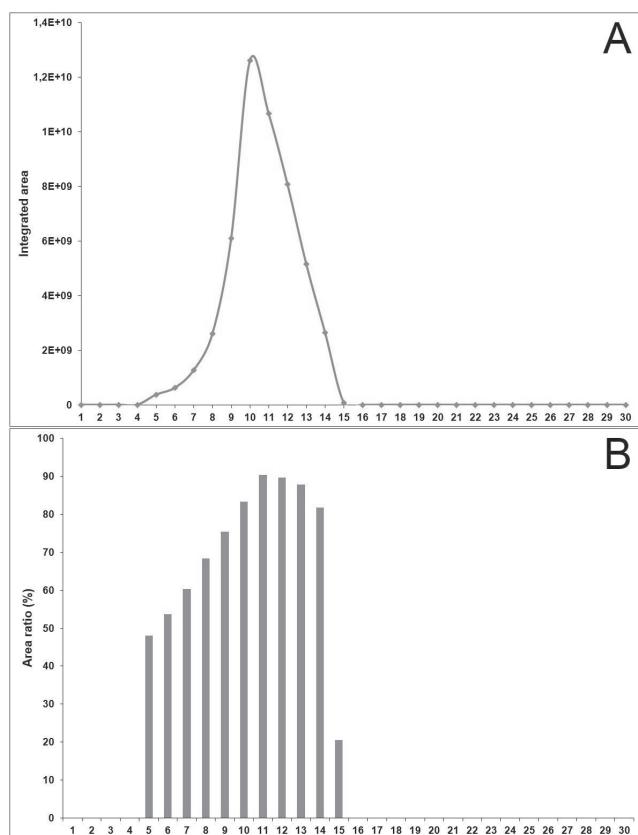 A
1,4E+10
1,2E+10
1E+10
8E+09
6E+09
4E+09
2E+09
0
Integrated area
1 2 3 4 5 6 7 8 9 10 11 12 13 14 15 16 17 18 19 20 21 22 23 24 25 26 27 28 29 30
B
100
90
80
70
60
50
40
30
20
10
0
Area ratio (%)
1 2 3 4 5 6 7 8 9 10 11 12 13 14 15 16 17 18 19 20 21 22 23 24 25 26 27 28 29 30